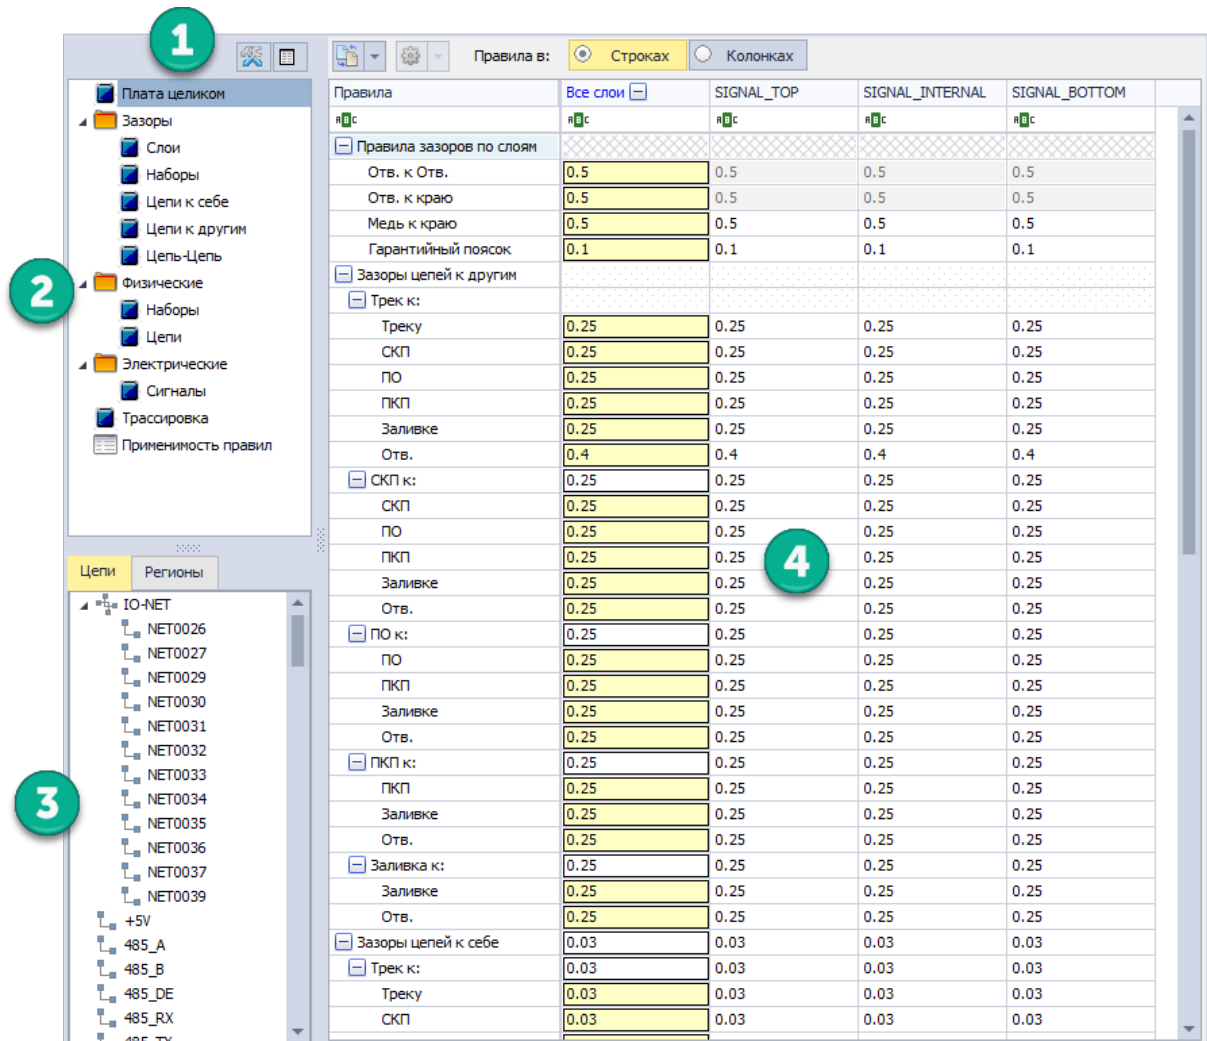 1
Правила в:
Строках
Колонках
Плата целиком
Зазоры
Слои
Наборы
Цепи к себе
Цепи к другим
Цепь-Цепь
2
Физические
Наборы
Цепи
Электрические
Сигналы
Трассировка
Применимость правил
Цепи
Регионы
IO-NET
NET0026
NET0027
NET0029
NET0030
NET0031
NET0032
NET0033
NET0034
NET0035
NET0036
NET0037
NET0039
3
+5V
485_A
485_B
485_DE
485_RX
485_TX
Правила Все слои SIGNAL_TOP SIGNAL_INTERNAL SIGNAL_BOTTOM
ABC ABC ABC ABC ABC
Правила зазоров по слоям
Отв. к Отв. 0.5 0.5 0.5 0.5
Отв. к краю 0.5 0.5 0.5 0.5
Медь к краю 0.5 0.5 0.5 0.5
Гарантийный поясок 0.1 0.1 0.1 0.1
Зазоры цепей к другим
Трек к:
Треку 0.25 0.25 0.25 0.25
СКП 0.25 0.25 0.25 0.25
ПО 0.25 0.25 0.25 0.25
ПКП 0.25 0.25 0.25 0.25
Заливке 0.25 0.25 0.25 0.25
Отв. 0.4 0.4 0.4 0.4
СКП к: 0.25 0.25 0.25 0.25
СКП 0.25 0.25 0.25 0.25
ПО 0.25 0.25 0.25 0.25
ПКП 0.25 0.25 4 0.25 0.25
Заливке 0.25 0.25 0.25 0.25
Отв. 0.25 0.25 0.25 0.25
ПО к: 0.25 0.25 0.25 0.25
ПО 0.25 0.25 0.25 0.25
ПКП 0.25 0.25 0.25 0.25
Заливке 0.25 0.25 0.25 0.25
Отв. 0.25 0.25 0.25 0.25
ПКП к: 0.25 0.25 0.25 0.25
ПКП 0.25 0.25 0.25 0.25
Заливке 0.25 0.25 0.25 0.25
Отв. 0.25 0.25 0.25 0.25
Заливка к: 0.25 0.25 0.25 0.25
Заливке 0.25 0.25 0.25 0.25
Отв. 0.25 0.25 0.25 0.25
Зазоры цепей к себе 0.03 0.03 0.03 0.03
Трек к: 0.03 0.03 0.03 0.03
Треку 0.03 0.03 0.03 0.03
СКП 0.03 0.03 0.03 0.03